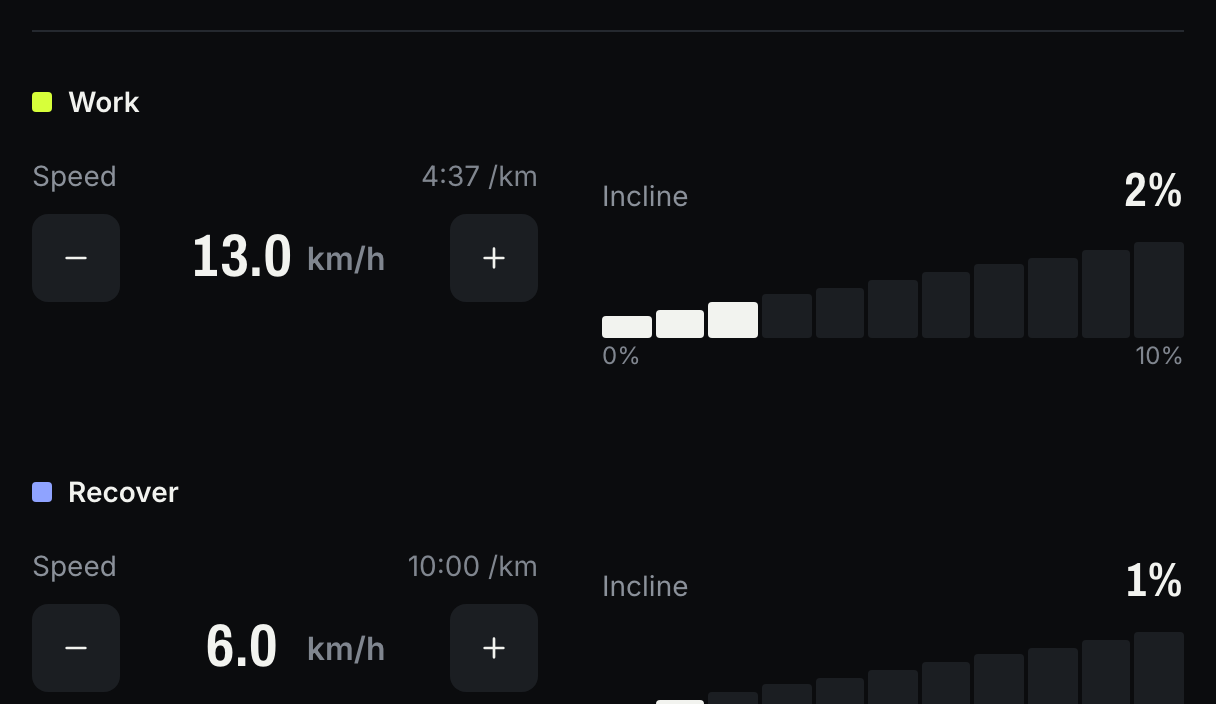 Work
Speed 4:37 /km
− 13.0 km/h +
Incline 2%
0% 10%
Recover
Speed 10:00 /km
− 6.0 km/h +
Incline 1%